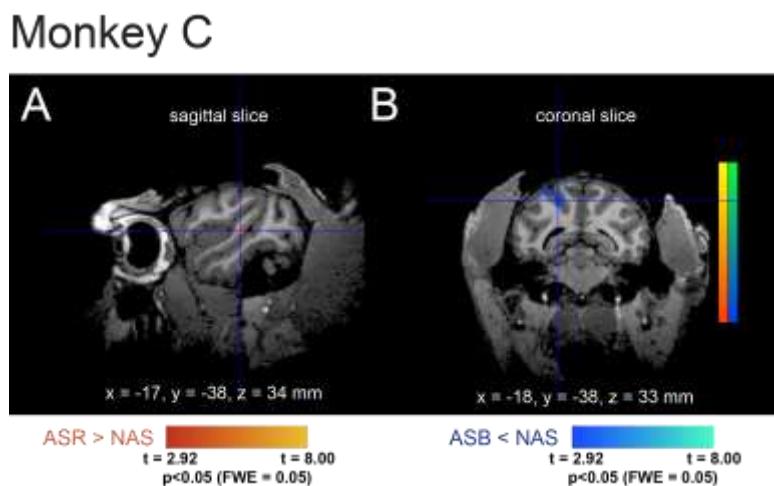 Monkey C
A
sagittal slice
B
coronal slice
x = -17, y = -38, z = 34 mm
x = -18, y = -38, z = 33 mm
ASR > NAS
t = 2.92
t = 8.00
p<0.05 (FWE = 0.05)
ASB < NAS
t = 2.92
t = 8.00
p<0.05 (FWE = 0.05)